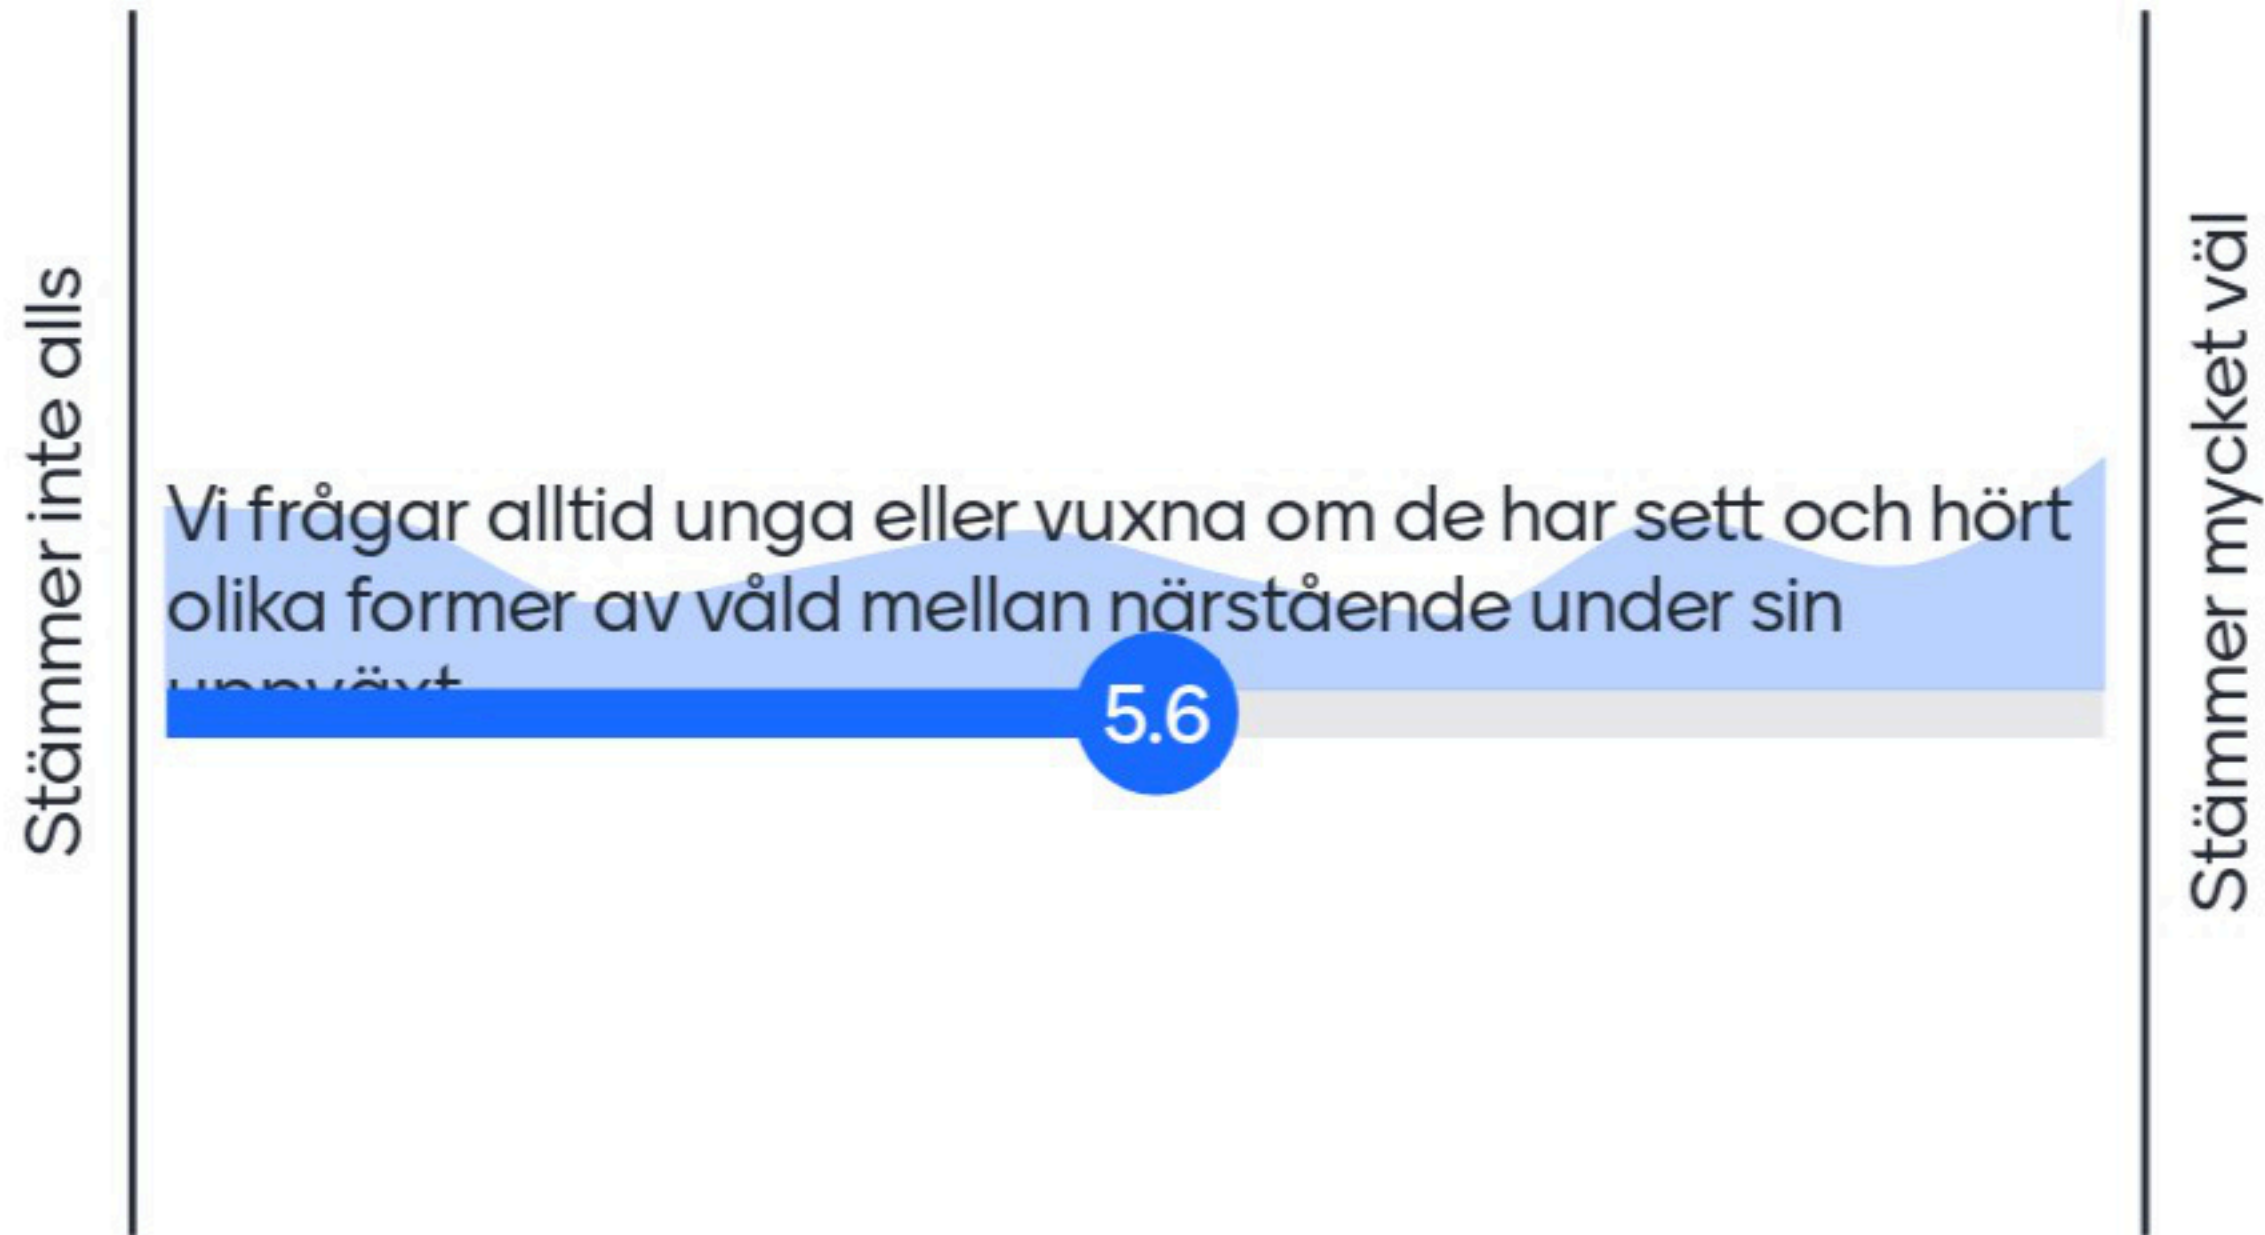 Stämmer inte alls
Vi frågar alltid unga eller vuxna om de har sett och hört
olika former av våld mellan närstående under sin
uppväxt
5.6
Stämmer mycket väl